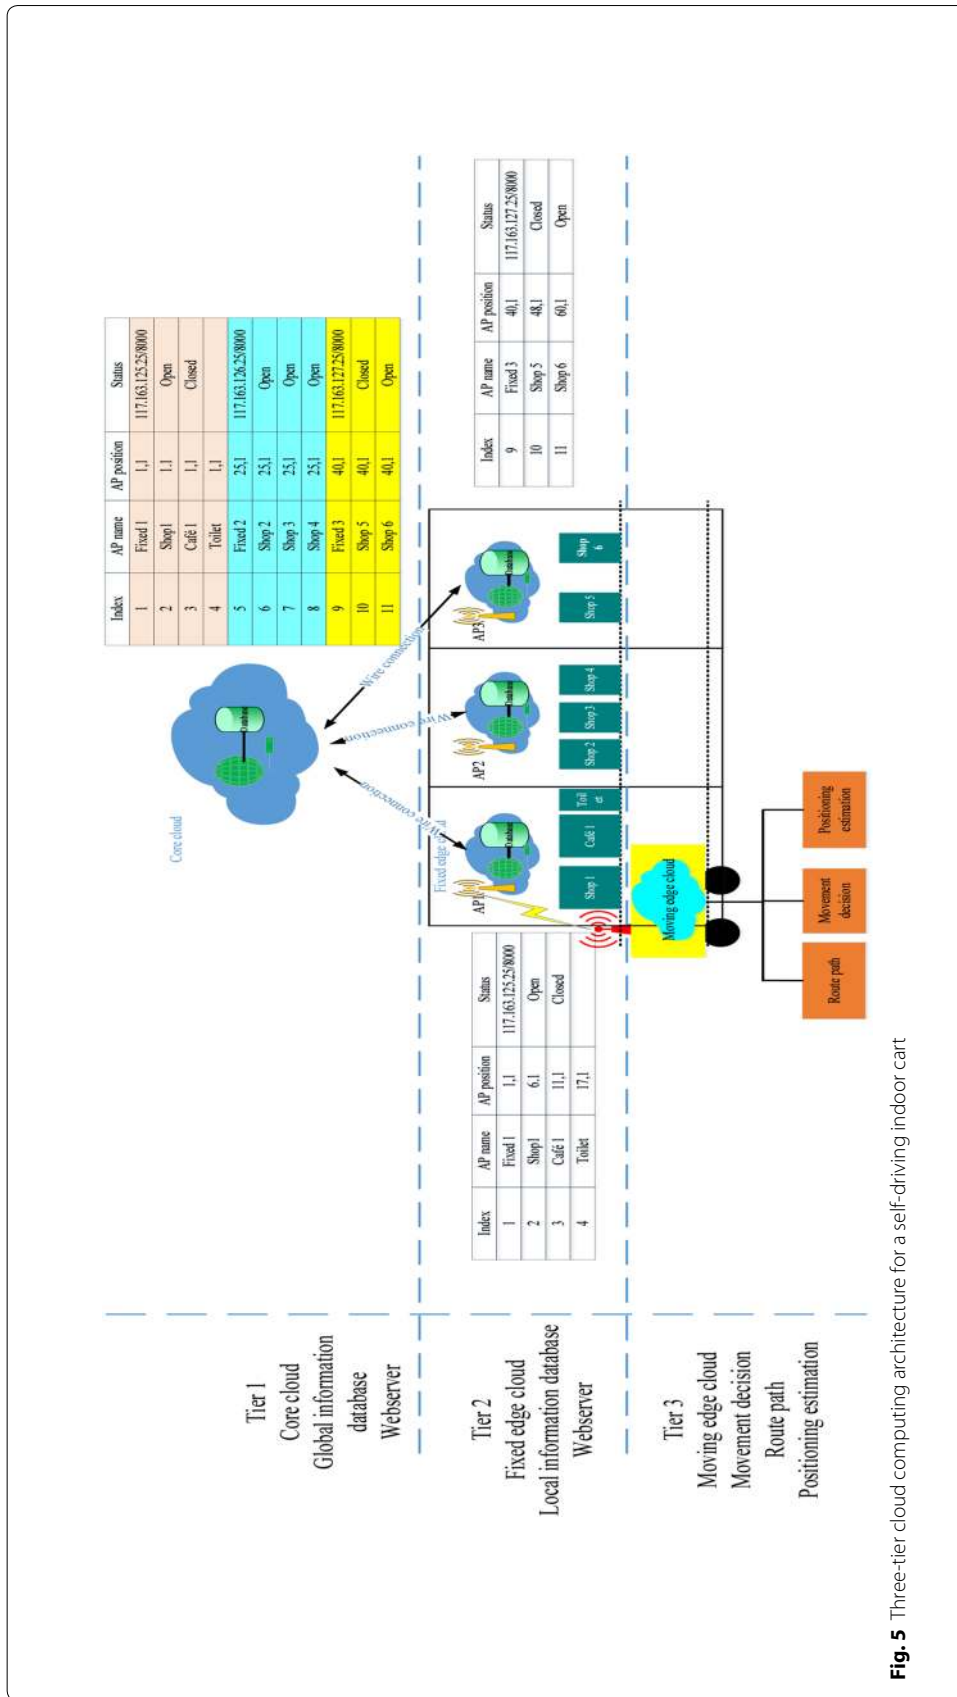 Tier 1
Core cloud
Global information
database
Webserver
Core cloud
Database
Index AP name AP position Status
1 Fixed 1 1,1 117.163.125.25/8000
2 Shop1 1.1 Open
3 Café 1 1,1 Closed
4 Toilet 1,1
5 Fixed 2 25,1 117.163.126.25/8000
6 Shop 2 25,1 Open
7 Shop 3 25,1 Open
8 Shop 4 25,1 Open
9 Fixed 3 40,1 117.163.127.25/8000
10 Shop 5 40,1 Closed
11 Shop 6 40,1 Open
Wire connection
Wire connection
Wire connection
Tier 2
Fixed edge cloud
Local information database
Webserver
Index AP name AP position Status
1 Fixed 1 1,1 117.163.125.25/8000
2 Shop1 6.1 Open
3 Café 1 11,1 Closed
4 Toilet 17,1
Fixed edge cloud
AP1
Database
AP2
Database
AP3
Database
Shop 1
Café 1
Toil
et
Shop 2
Shop 3
Shop 4
Shop 5
Shop
6
Index AP name AP position Status
9 Fixed 3 40,1 117.163.127.25/8000
10 Shop 5 48,1 Closed
11 Shop 6 60,1 Open
Tier 3
Moving edge cloud
Movement decision
Route path
Positioning estimation
Moving edge cloud
Route path
Movement
decision
Positioning
estimation
Fig. 5 Three-tier cloud computing architecture for a self-driving indoor cart